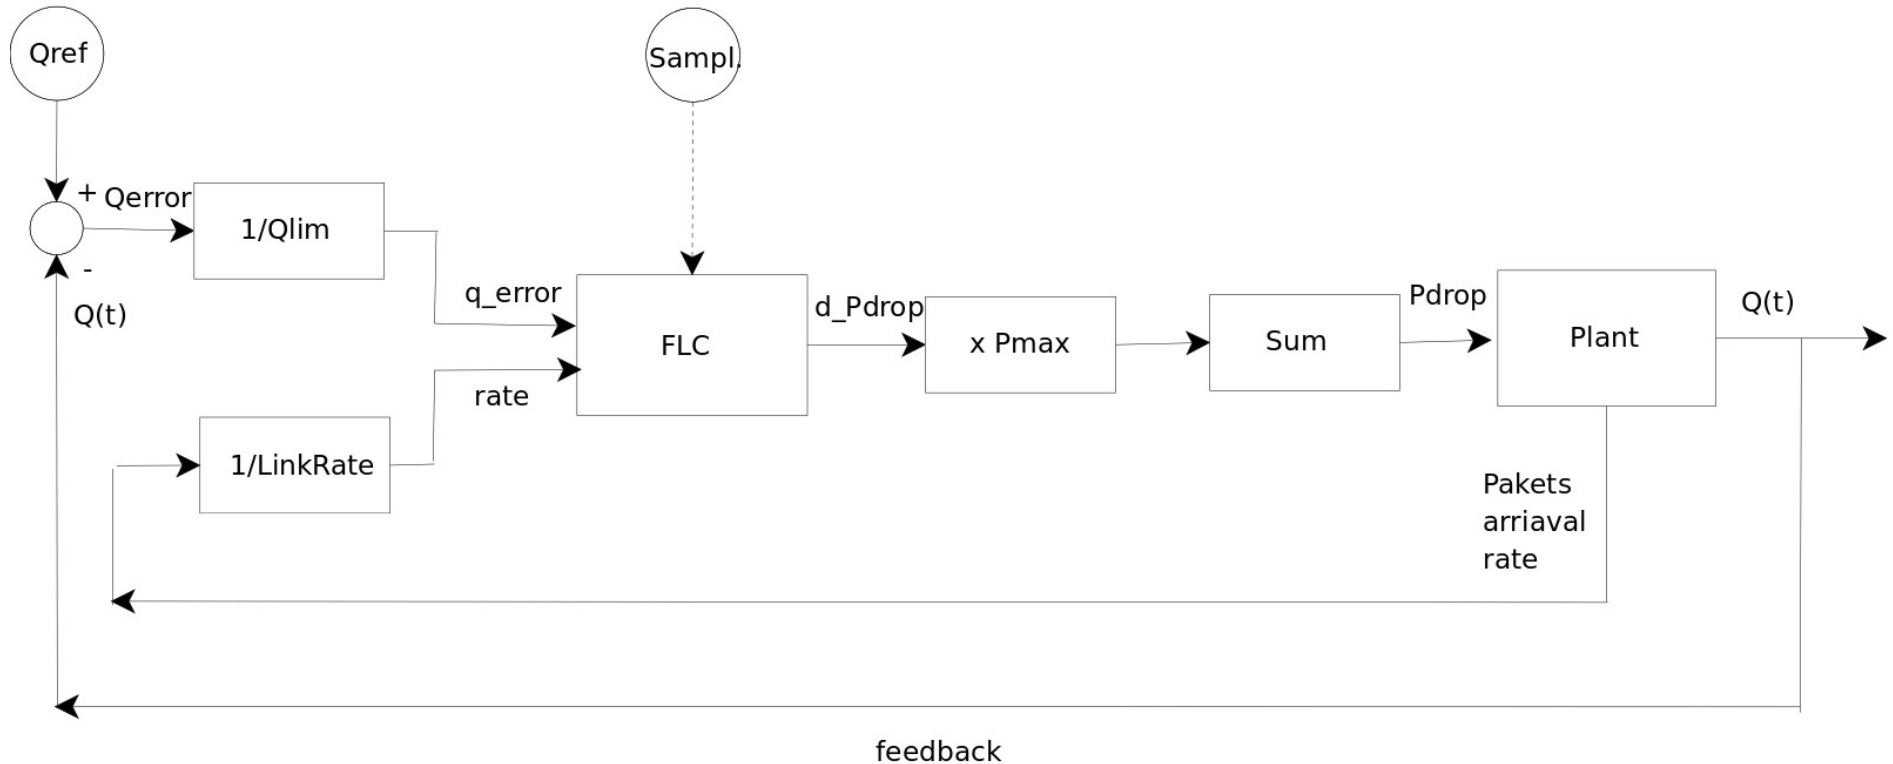 Qref
Sampl.
+
Qerror
1/Qlim
-
Q(t)
q_error
FLC
d_Pdrop
x Pmax
Sum
Pdrop
Plant
Q(t)
rate
1/LinkRate
Pakets
arriaval
rate
feedback